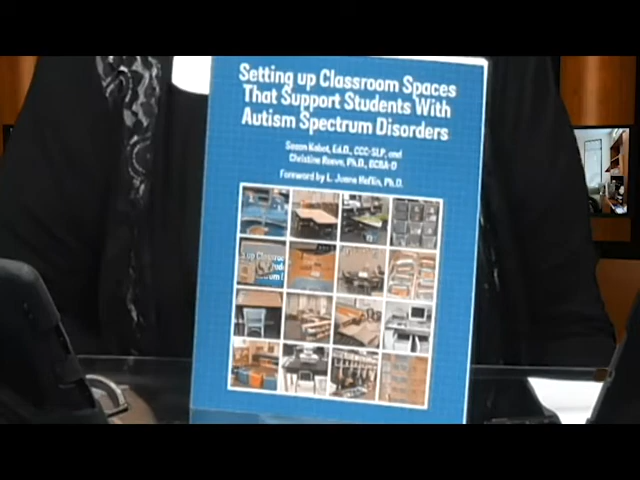 Setting up Classroom Spaces
That Support Students With
Autism Spectrum Disorders
Susan Kabot, Ed.D., CCC-SLP, and
Christine Reeve, Ph.D., BCBA-D
Foreword by L. Juane Heflin, Ph.D.